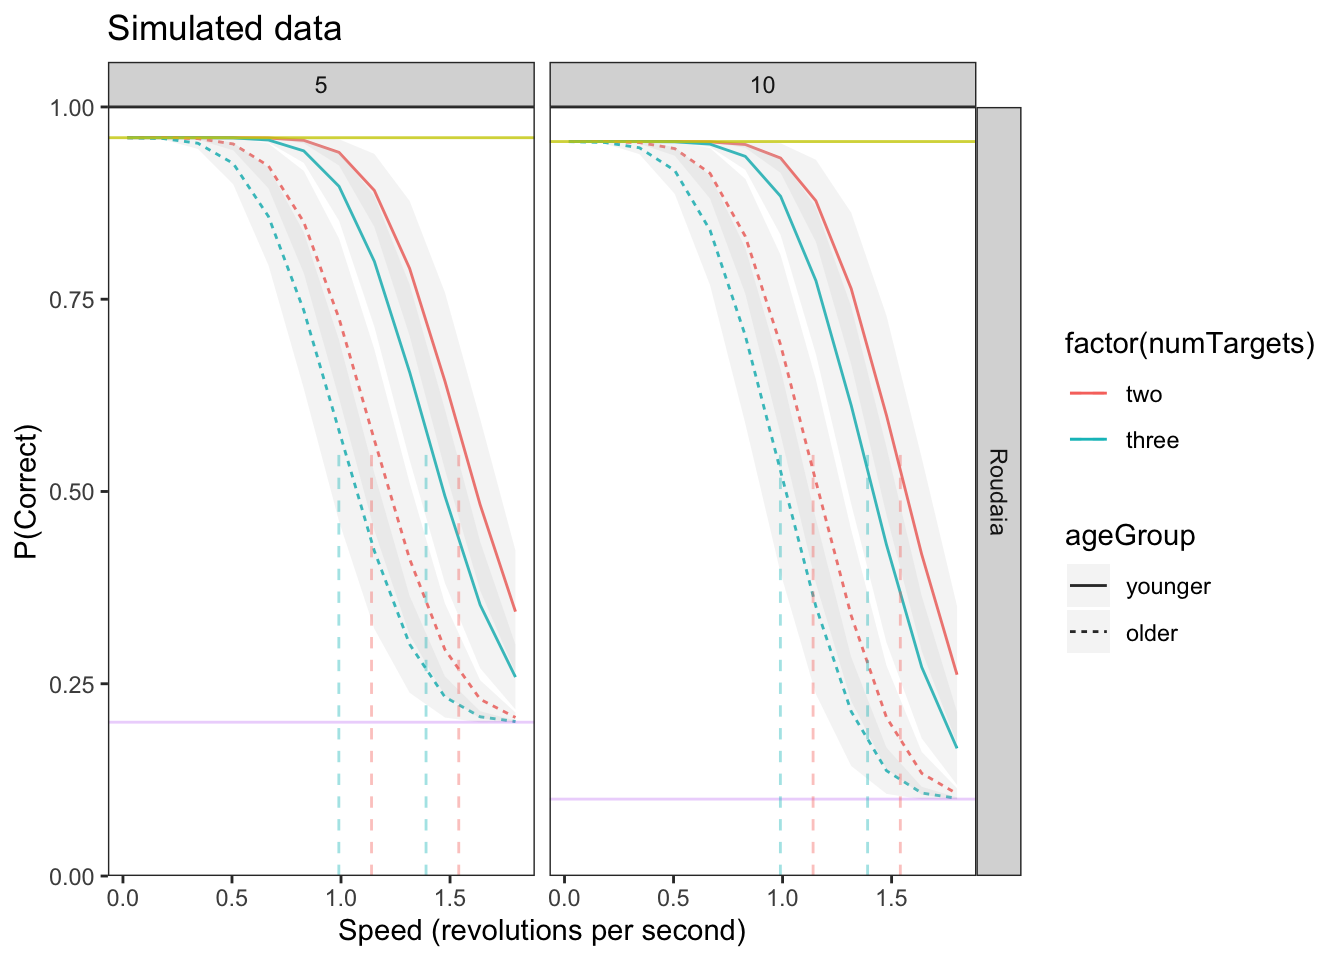 Simulated data
5
10
1.00
0.75
0.50
0.25
0.00
P(Correct)
0.0 0.5 1.0 1.5
0.0 0.5 1.0 1.5
Speed (revolutions per second)
Roudaia
factor(numTargets)
two
three
ageGroup
younger
older